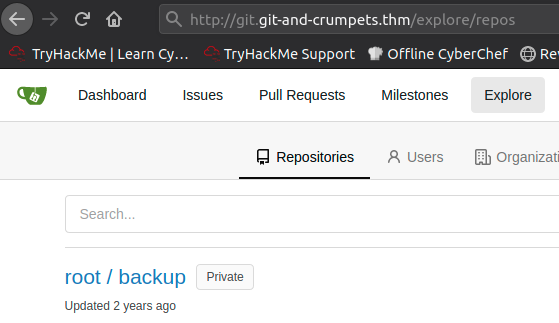 http://git.git-and-crumpets.thm/explore/repos
TryHackMe | Learn Cy… TryHackMe Support Offline CyberChef Rev
Dashboard Issues Pull Requests Milestones Explore
Repositories Users Organizati
Search...
root / backup Private
Updated 2 years ago